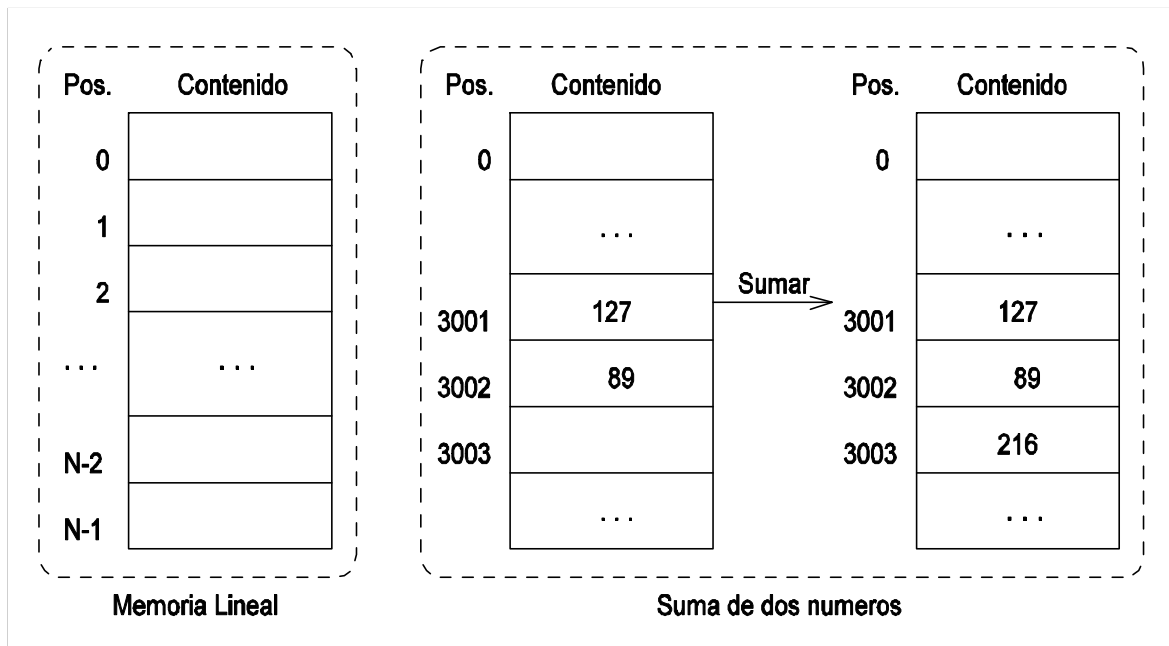 Pos. Contenido
0
1
2
... ...
N-2
N-1
Memoria Lineal
Pos. Contenido Pos. Contenido
0 0
... ...
Sumar
3001 127 3001 127
3002 89 3002 89
3003 3003 216
... ...
Suma de dos numeros